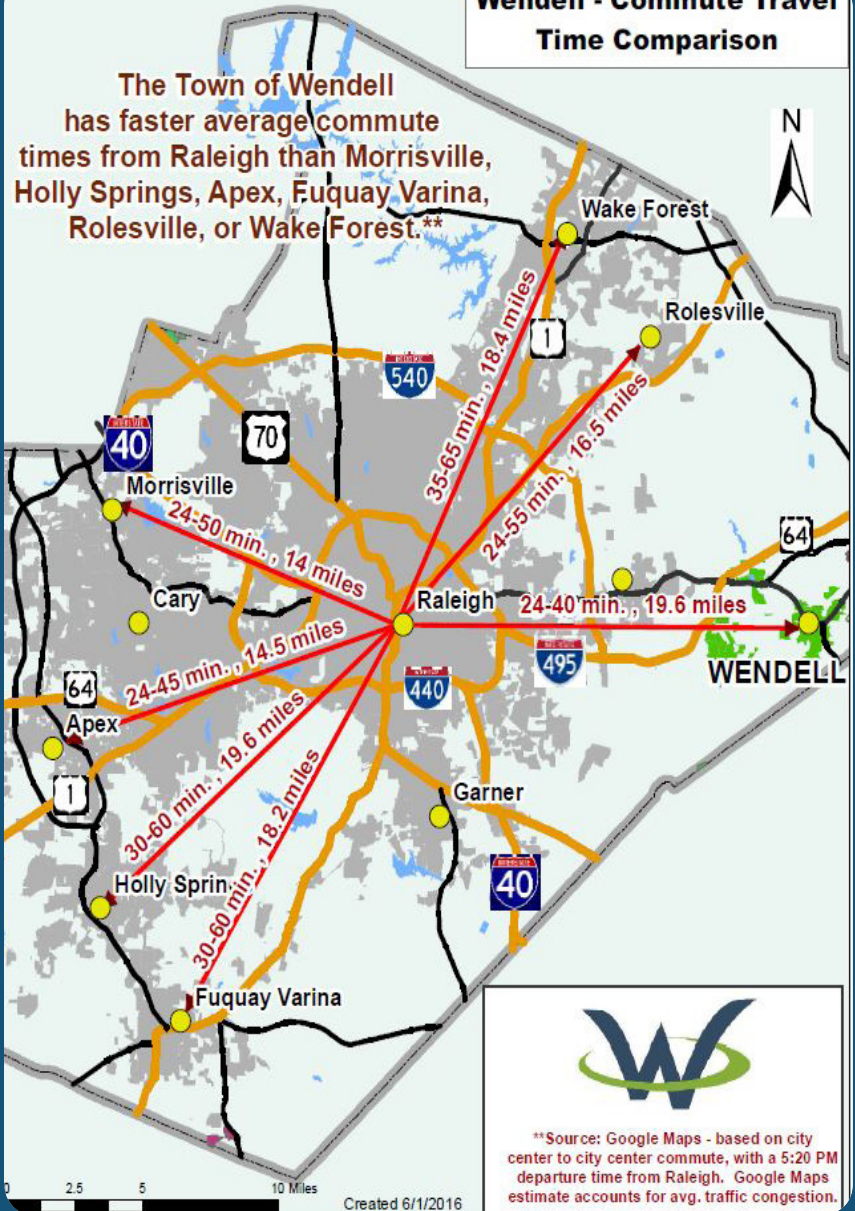 Wendell - Commute Travel
Time Comparison
The Town of Wendell
has faster average commute
times from Raleigh than Morrisville,
Holly Springs, Apex, Fuquay Varina,
Rolesville, or Wake Forest.**
N
Wake Forest
Rolesville
1
35-65 min. , 18.4 miles
INTERSTATE
540
24-55 min. , 16.5 miles
INTERSTATE
40
70
Morrisville
24-50 min. , 14 miles
64
Cary
Raleigh
24-40 min. , 19.6 miles
24-45 min. , 14.5 miles
495
WENDELL
64
440
Apex
1
30-60 min. , 19.6 miles
30-60 min. , 18.2 miles
Garner
INTERSTATE
40
Holly Sprin
Fuquay Varina
W
**Source: Google Maps - based on city
center to city center commute, with a 5:20 PM
departure time from Raleigh. Google Maps
estimate accounts for avg. traffic congestion.
0 2.5 5 10 Miles
Created 6/1/2016